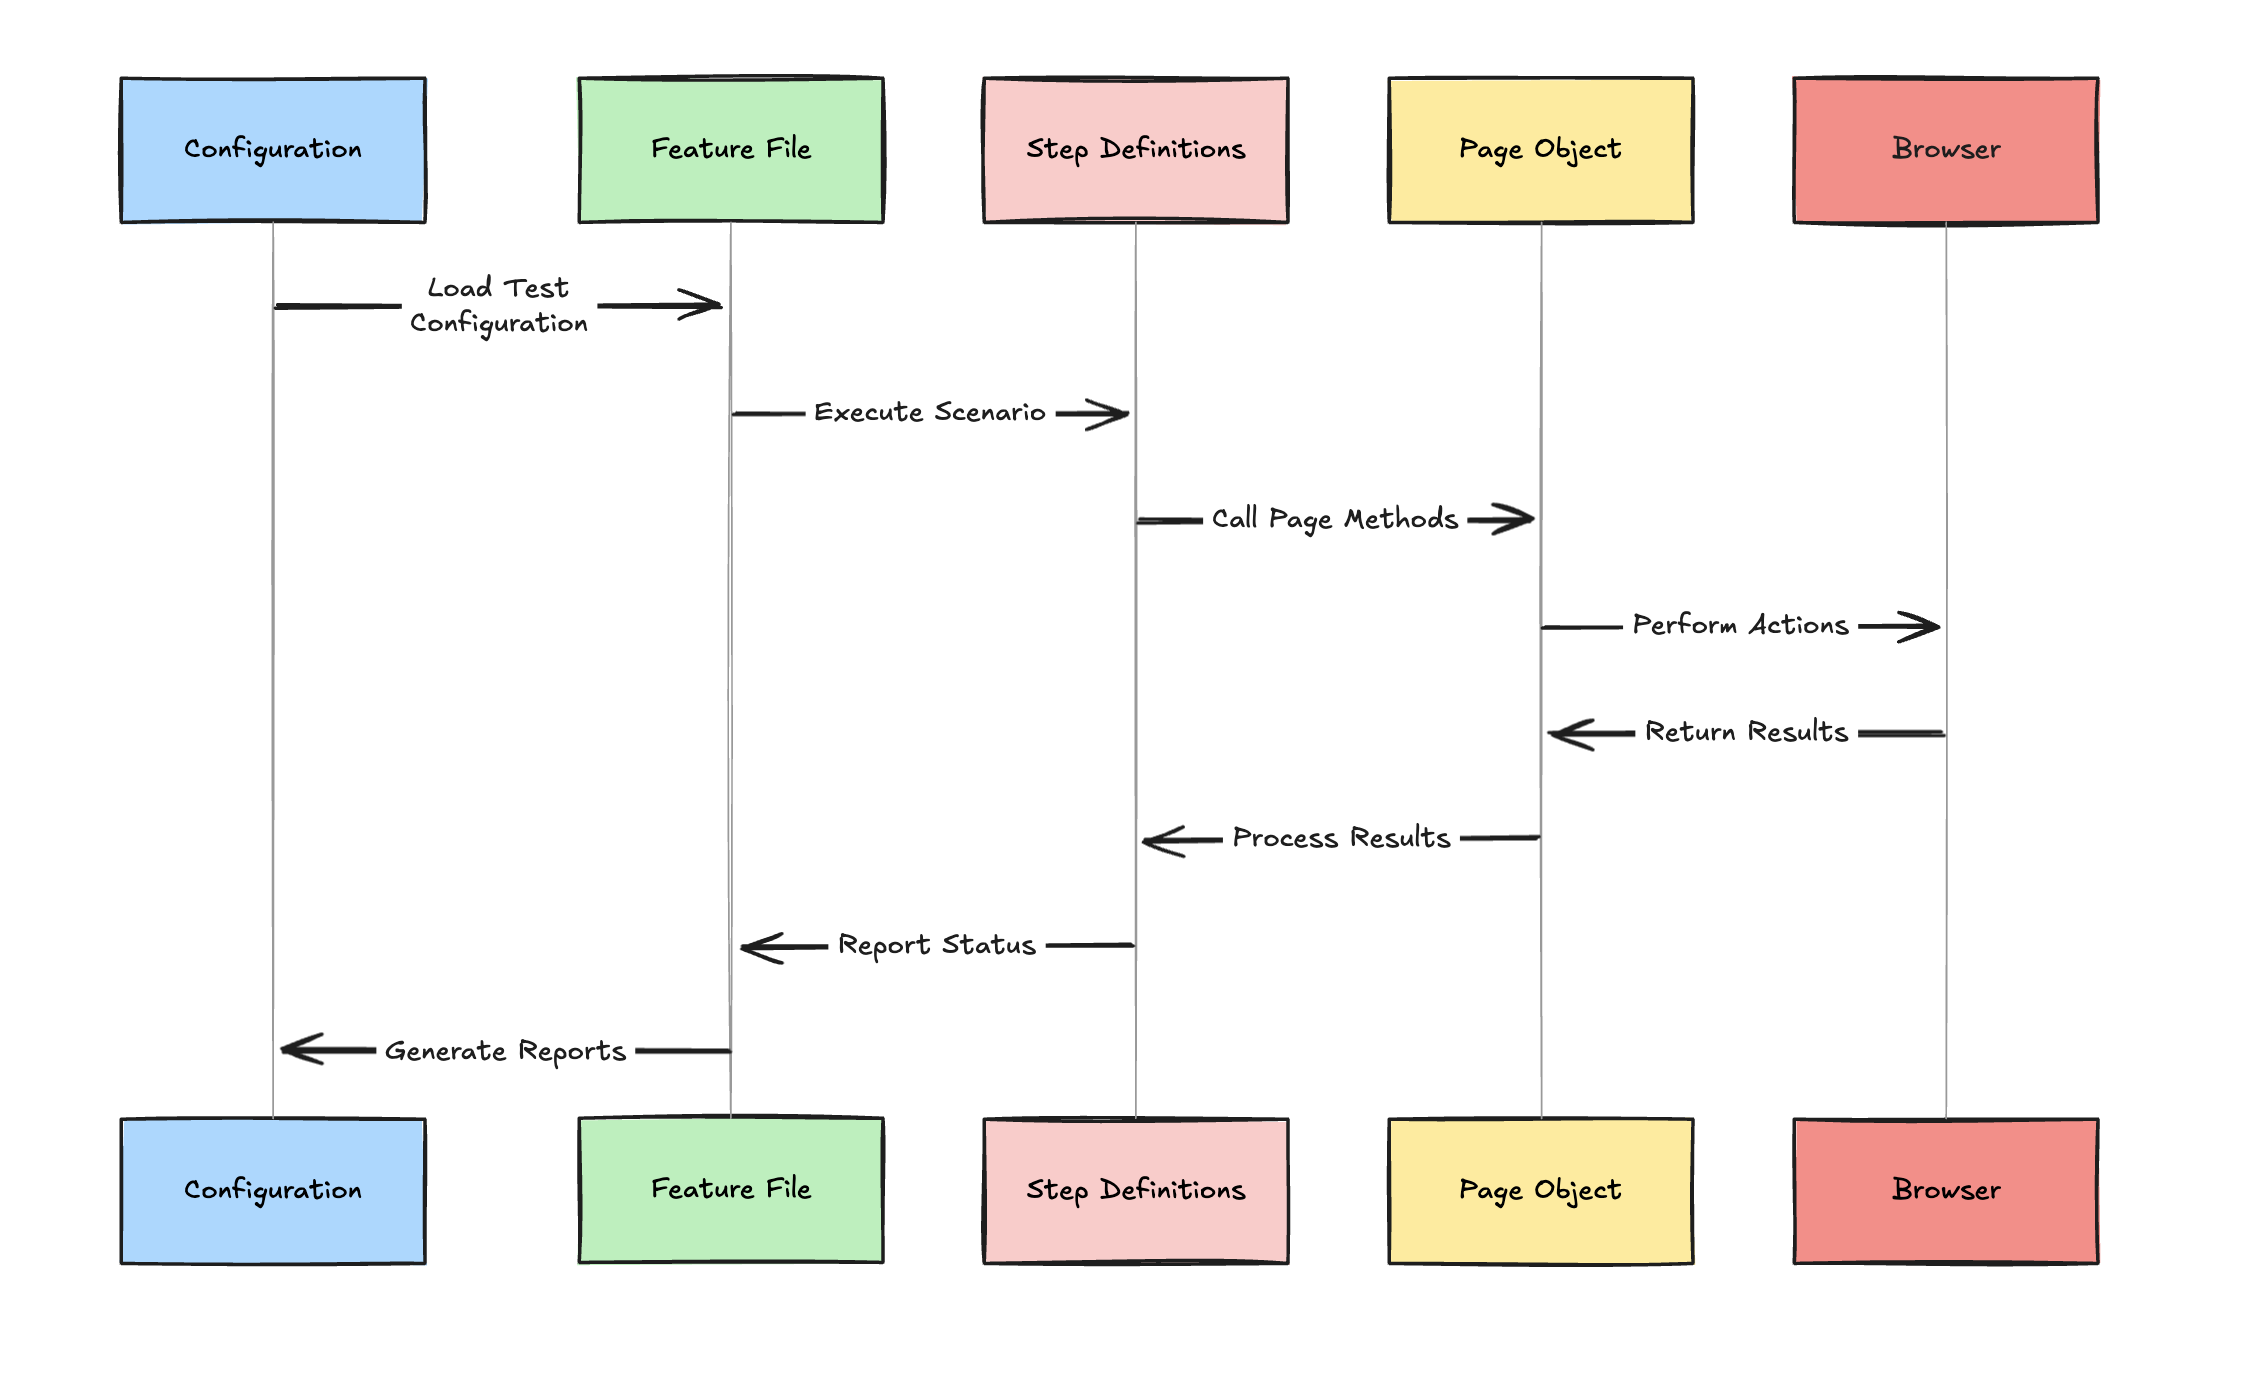 Configuration
Feature File
Step Definitions
Page Object
Browser
Load Test
Configuration
Execute Scenario
Call Page Methods
Perform Actions
Return Results
Process Results
Report Status
Generate Reports
Configuration
Feature File
Step Definitions
Page Object
Browser